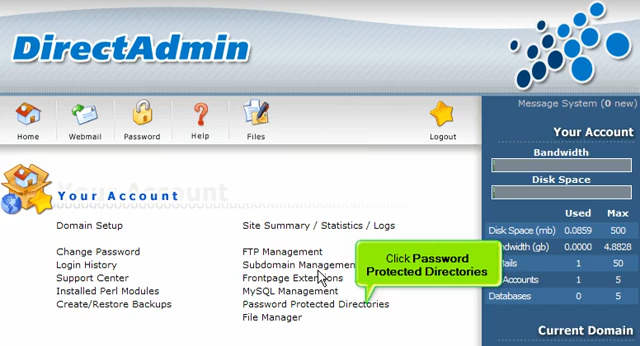 DirectAdmin
Message System (0 new)
Home
Webmail
Password
Help
Files
Logout
Your Account
Your Account
Domain Setup
Change Password
Login History
Support Center
Installed Perl Modules
Create/Restore Backups
Site Summary / Statistics / Logs
FTP Management
Subdomain Managemen
Frontpage Extensions
MySQL Management
Password Protected Directories
File Manager
Click Password
Protected Directories
Your Account
Bandwidth
Disk Space
Used Max
Disk Space (mb) 0.0859 500
ndwidth (gb) 0.0000 4.8828
ails 1 50
Accounts 1 5
Databases 0 5
Current Domain